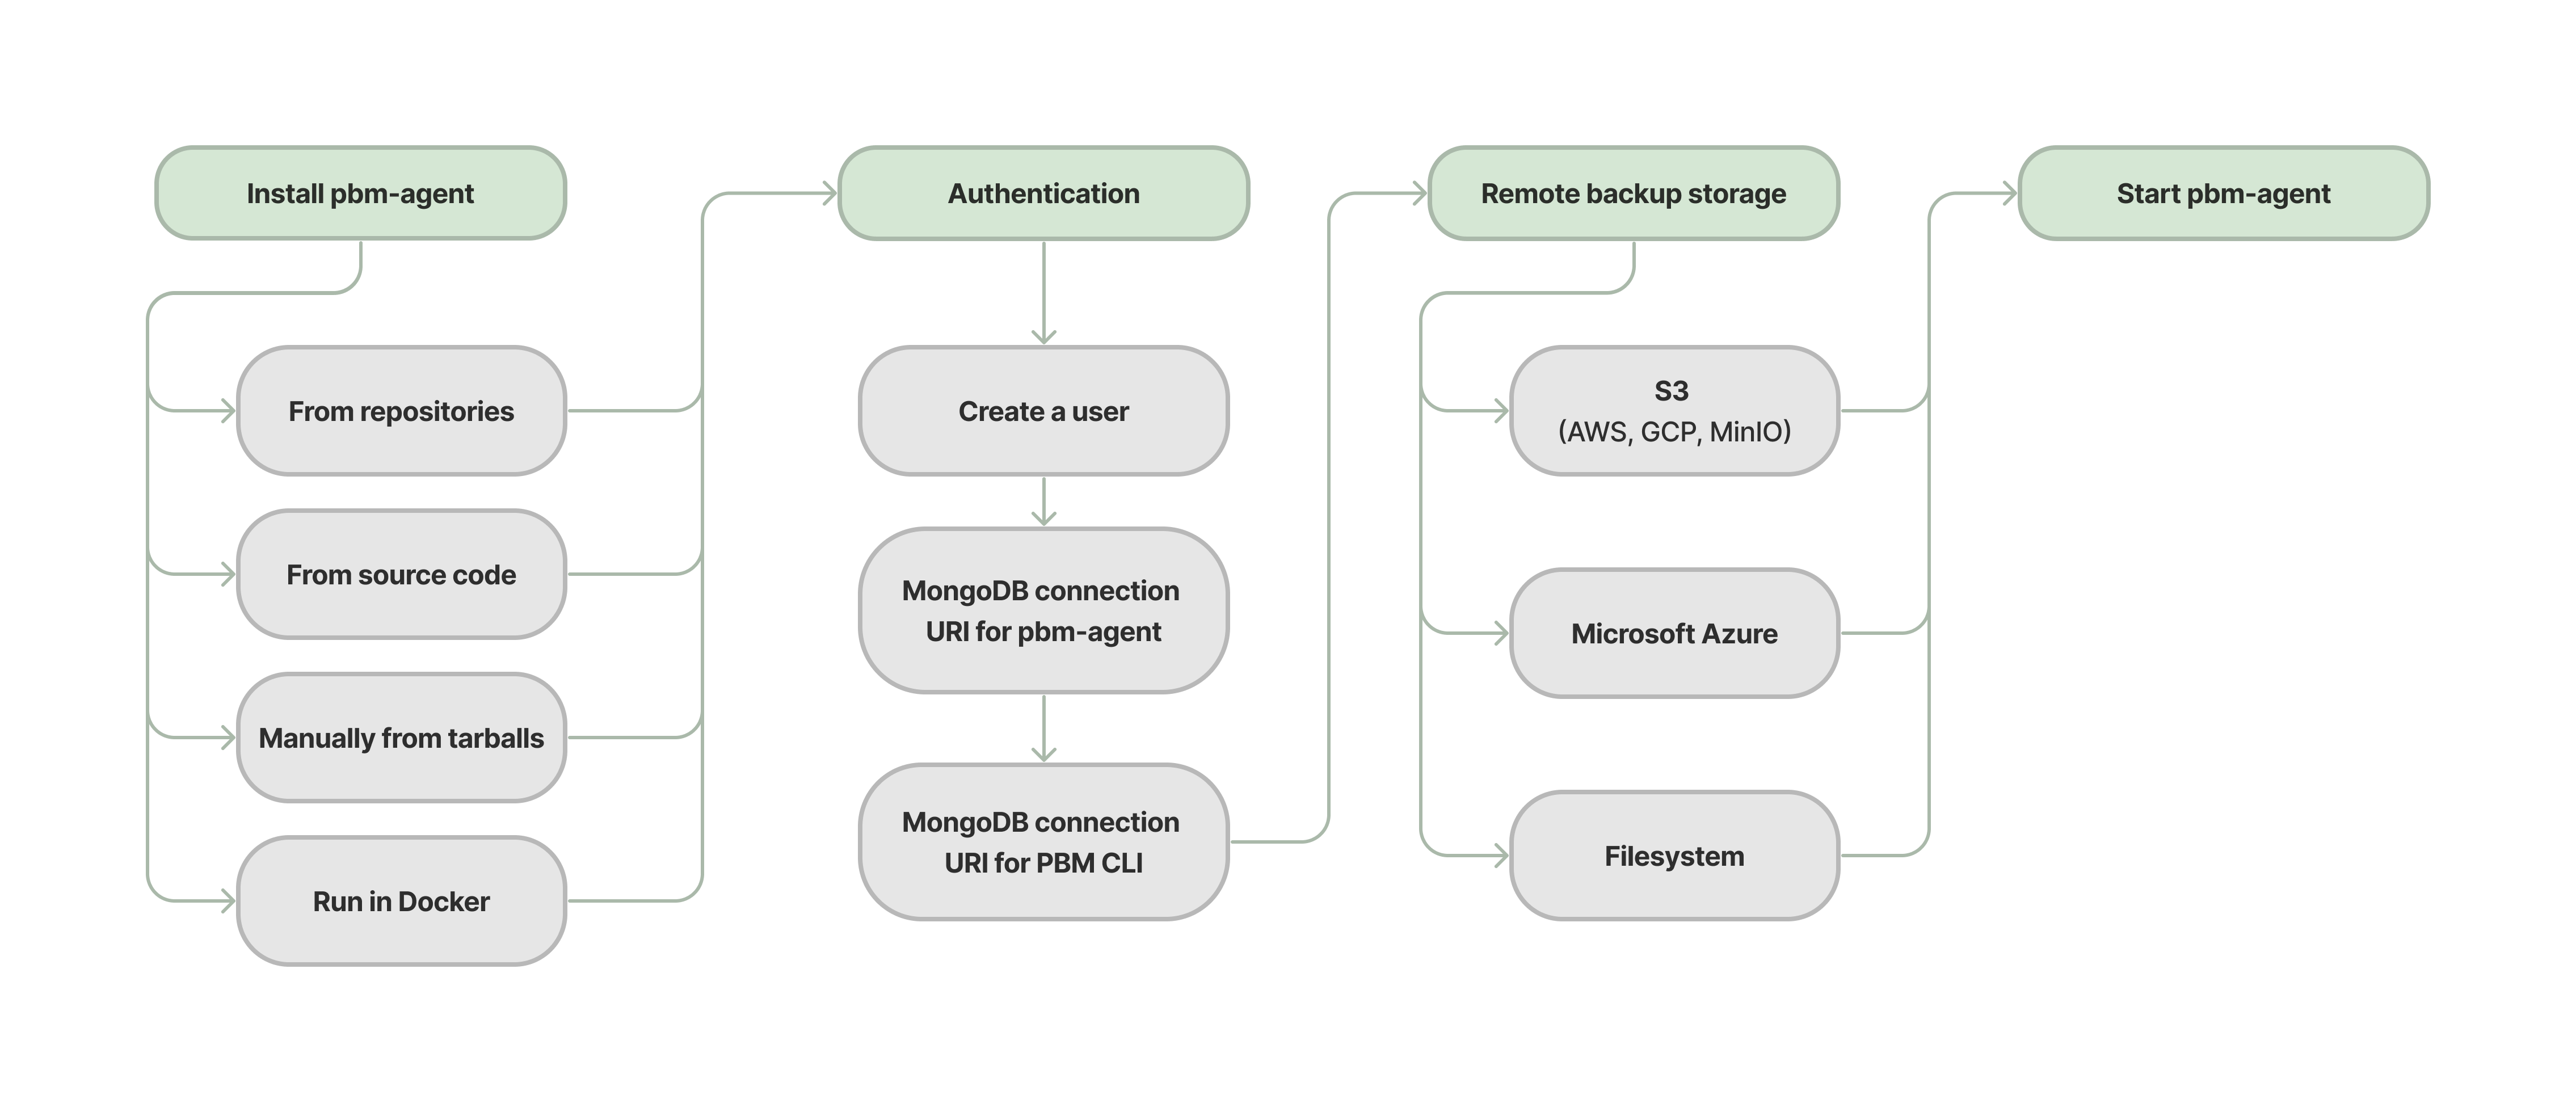 Install pbm-agent
From repositories
From source code
Manually from tarballs
Run in Docker
Authentication
Create a user
MongoDB connection
URI for pbm-agent
MongoDB connection
URI for PBM CLI
Remote backup storage
S3
(AWS, GCP, MinIO)
Microsoft Azure
Filesystem
Start pbm-agent